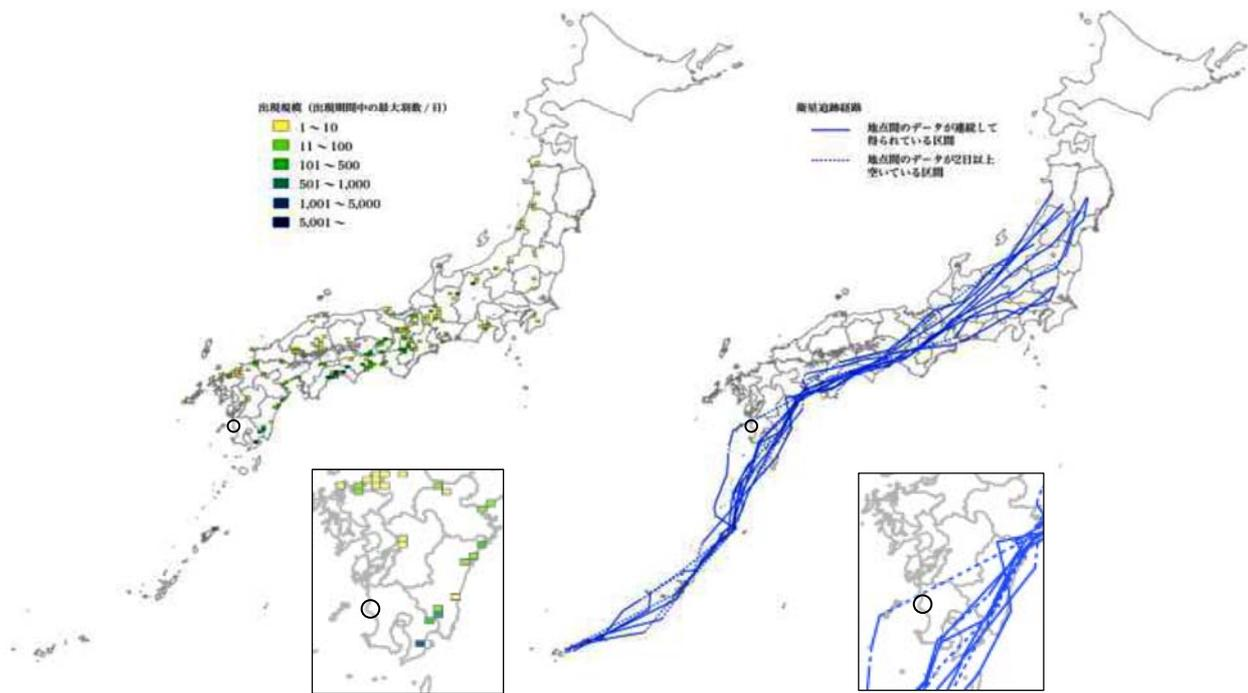 出現規模（出現期間中の最大羽数 / 日）
1～10
11～100
101～500
501～1,000
1,001～5,000
5,001～
衛星追跡経路
地点間のデータが連続して
得られている区間
地点間のデータが2日以上
空いている区間